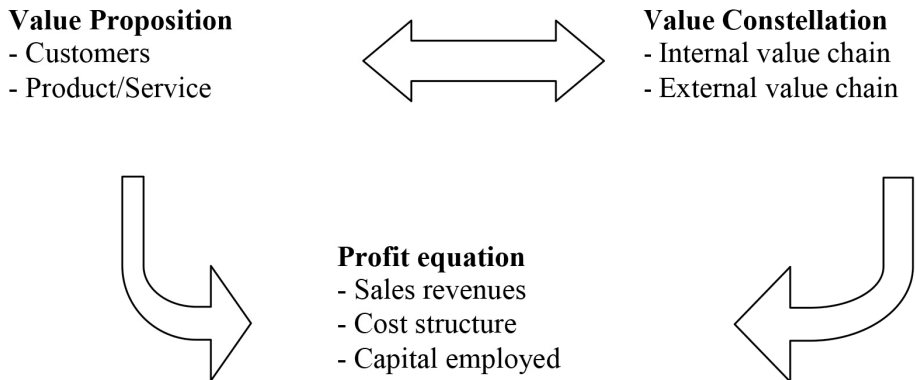 Value Proposition
- Customers
- Product/Service
Value Constellation
- Internal value chain
- External value chain
Profit equation
- Sales revenues
- Cost structure
- Capital employed